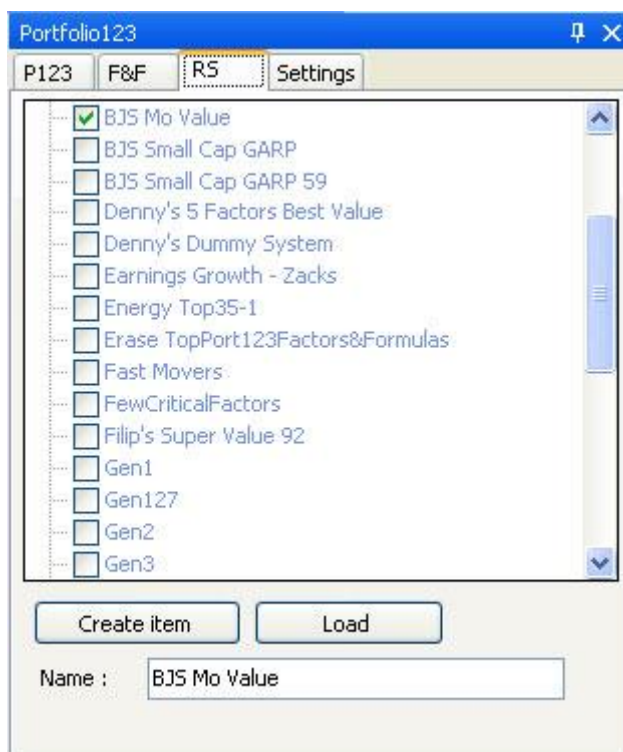 Portfolio123
P123 F&F RS Settings
BJS Mo Value
BJS Small Cap GARP
BJS Small Cap GARP 59
Denny's 5 Factors Best Value
Denny's Dummy System
Earnings Growth - Zacks
Energy Top35-1
Erase TopPort123Factors&Formulas
Fast Movers
FewCriticalFactors
Filip's Super Value 92
Gen1
Gen127
Gen2
Gen3
Create item Load
Name : BJS Mo Value